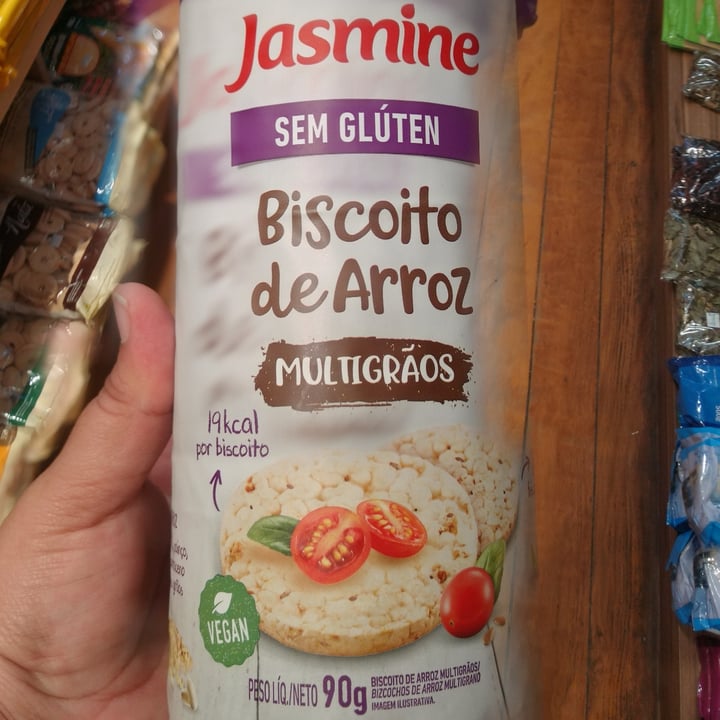 Jasmine
SEM GLÚTEN
Biscoito
de Arroz
MULTIGRÃOS
19kcal
por biscoito
VEGAN
PESO LÍQ./NETO 90g
BISCOITO DE ARROZ MULTIGRÃOS/
BIZCOCHOS DE ARROZ MULTIGRANO
IMAGEM ILUSTRATIVA.